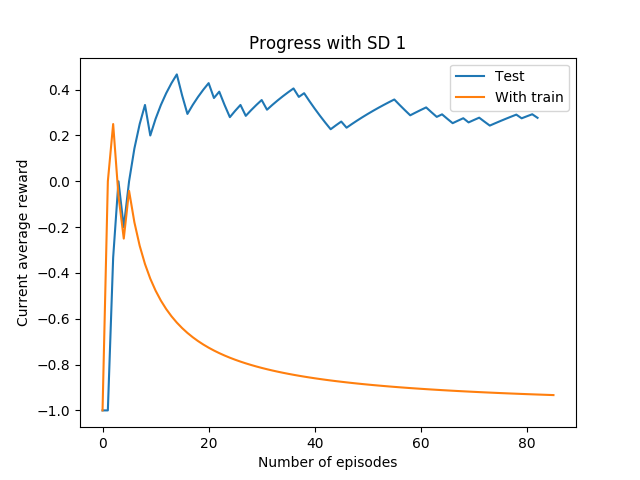 Progress with SD 1
Test
With train
Current average reward
0.4
0.2
0.0
−0.2
−0.4
−0.6
−0.8
−1.0
0
20
40
60
80
Number of episodes